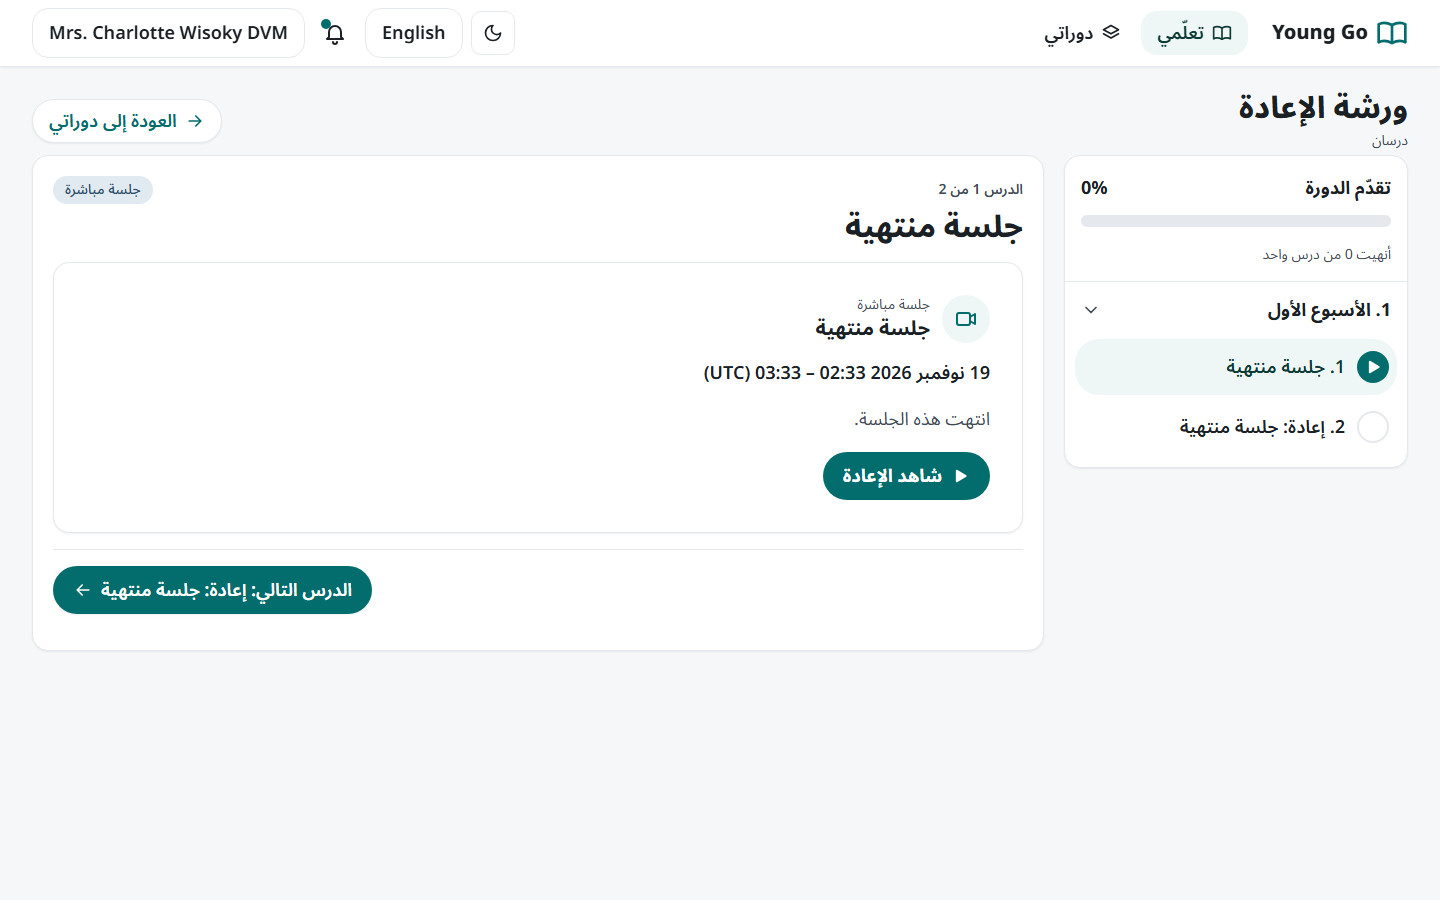 Young Go
تعلّمي
دوراتي
English
Mrs. Charlotte Wisoky DVM
ورشة الإعادة
درسان
العودة إلى دوراتي
تقدّم الدورة
0%
أنهيت 0 من درس واحد
1. الأسبوع الأول
1. جلسة منتهية
2. إعادة: جلسة منتهية
الدرس 1 من 2
جلسة مباشرة
جلسة منتهية
جلسة مباشرة
جلسة منتهية
19 نوفمبر 2026 02:33 – 03:33 (UTC)
انتهت هذه الجلسة.
شاهد الإعادة
الدرس التالي: إعادة: جلسة منتهية